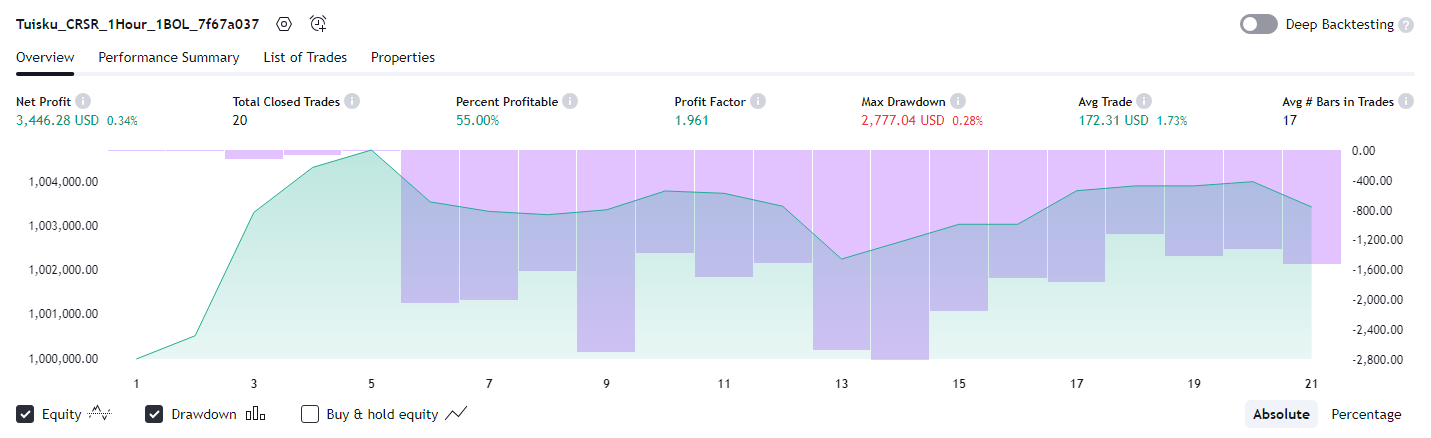 Tuisku_CRSR_1Hour_1BOL_7f67a037
Deep Backtesting ?
Overview Performance Summary List of Trades Properties
Net Profit i Total Closed Trades i Percent Profitable i Profit Factor i Max Drawdown i Avg Trade i Avg # Bars in Trades i
3,446.28 USD 0.34% 20 55.00% 1.961 2,777.04 USD 0.28% 172.31 USD 1.73% 17
0.00
1,004,000.00 -400.00
1,003,000.00 -800.00
-1,200.00
1,002,000.00 -1,600.00
-2,000.00
1,001,000.00 -2,400.00
1,000,000.00 -2,800.00
1 3 5 7 9 11 13 15 17 19 21
Equity Drawdown Buy & hold equity Absolute Percentage